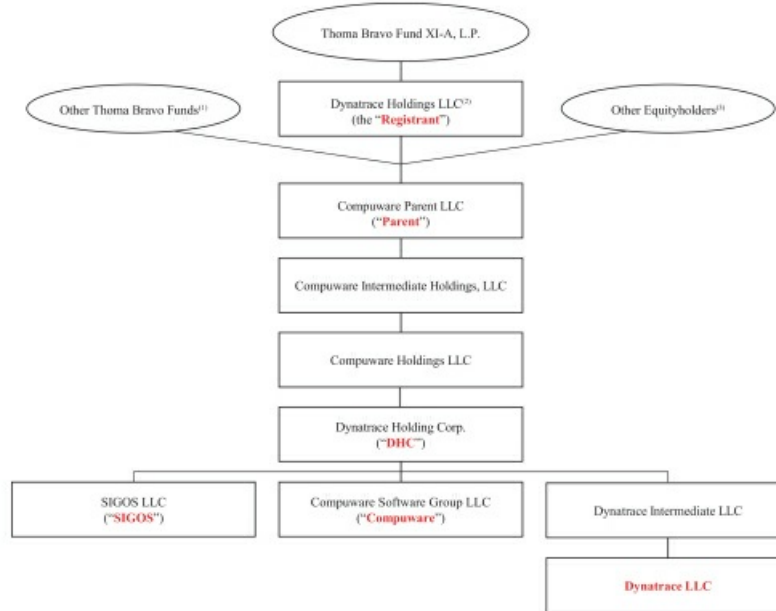 Thoma Bravo Fund XI-A, L.P.
Other Thoma Bravo Funds(1)
Dynatrace Holdings LLC(2)
(the “Registrant”)
Other Equityholders(3)
Compuware Parent LLC
(“Parent”)
Compuware Intermediate Holdings, LLC
Compuware Holdings LLC
Dynatrace Holding Corp.
(“DHC”)
SIGOS LLC
(“SIGOS”)
Compuware Software Group LLC
(“Compuware”)
Dynatrace Intermediate LLC
Dynatrace LLC